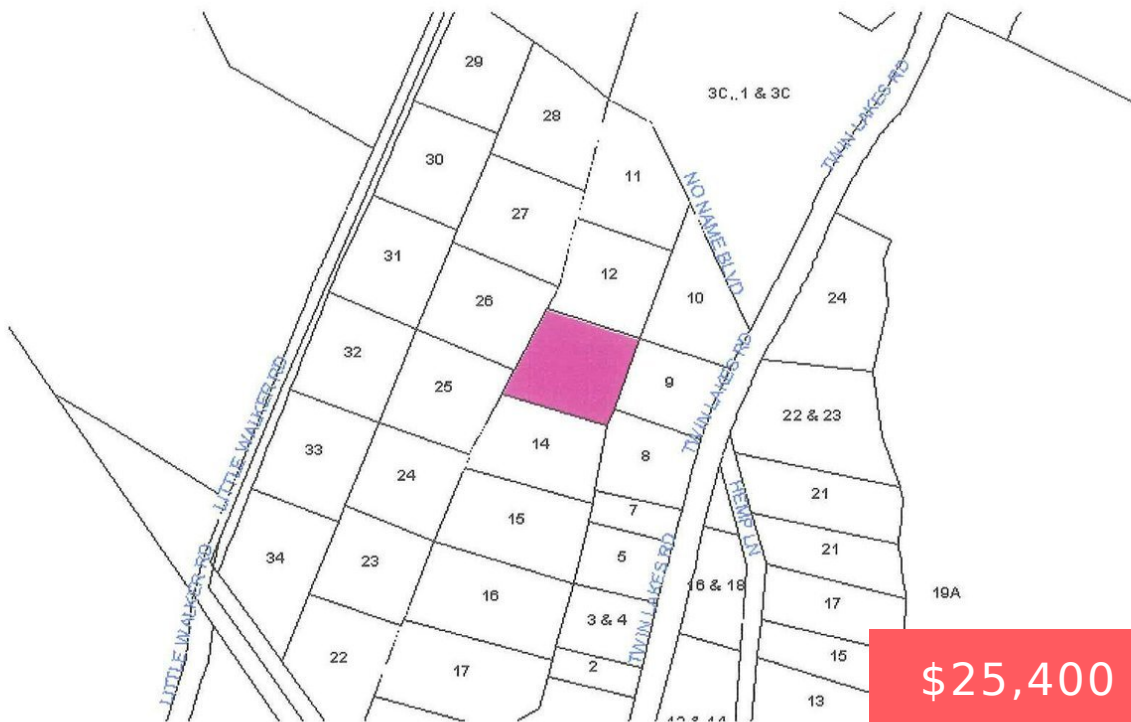 29
28
3C,,1 & 3C
TWIN LAKES RD
30
11
27
NO NAME BLVD
31
12
26
10
24
32
25
9
TWIN LAKES RD
LITTLE WALKER RD
22 & 23
33
14
8
24
21
HEMP LN
15
7
21
34
23
5
TWIN LAKES RD
16 & 18
16
19A
17
3 & 4
LITTLE WALKER RD
22
17
2
15
13
12 & 14
$25,400